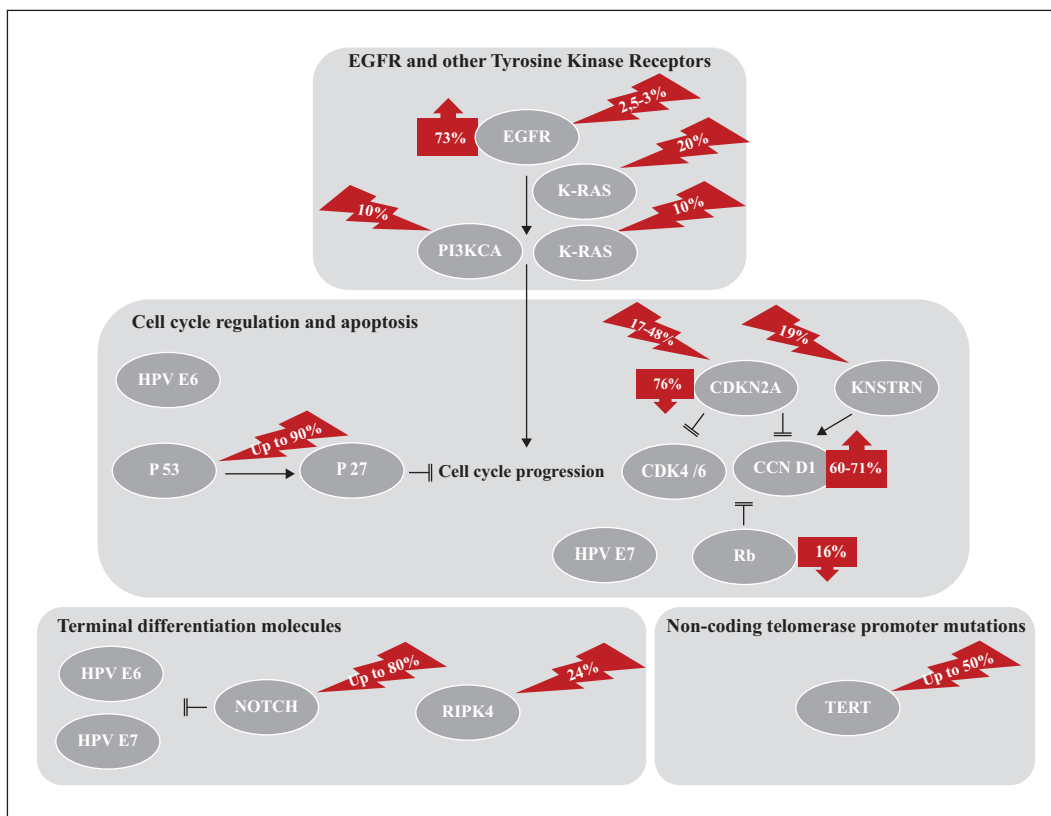 EGFR and other Tyrosine Kinase Receptors
2,5-3%
73%
EGFR
20%
K-RAS
10%
10%
PI3KCA
K-RAS
Cell cycle regulation and apoptosis
17-48%
19%
HPV E6
76%
CDKN2A
KNSTRN
Up to 90%
P 53
P 27
Cell cycle progression
CDK4 /6
CCN D1
60-71%
HPV E7
Rb
16%
Terminal differentiation molecules
HPV E6
Up to 80%
24%
NOTCH
RIPK4
HPV E7
Non-coding telomerase promoter mutations
Up to 50%
TERT